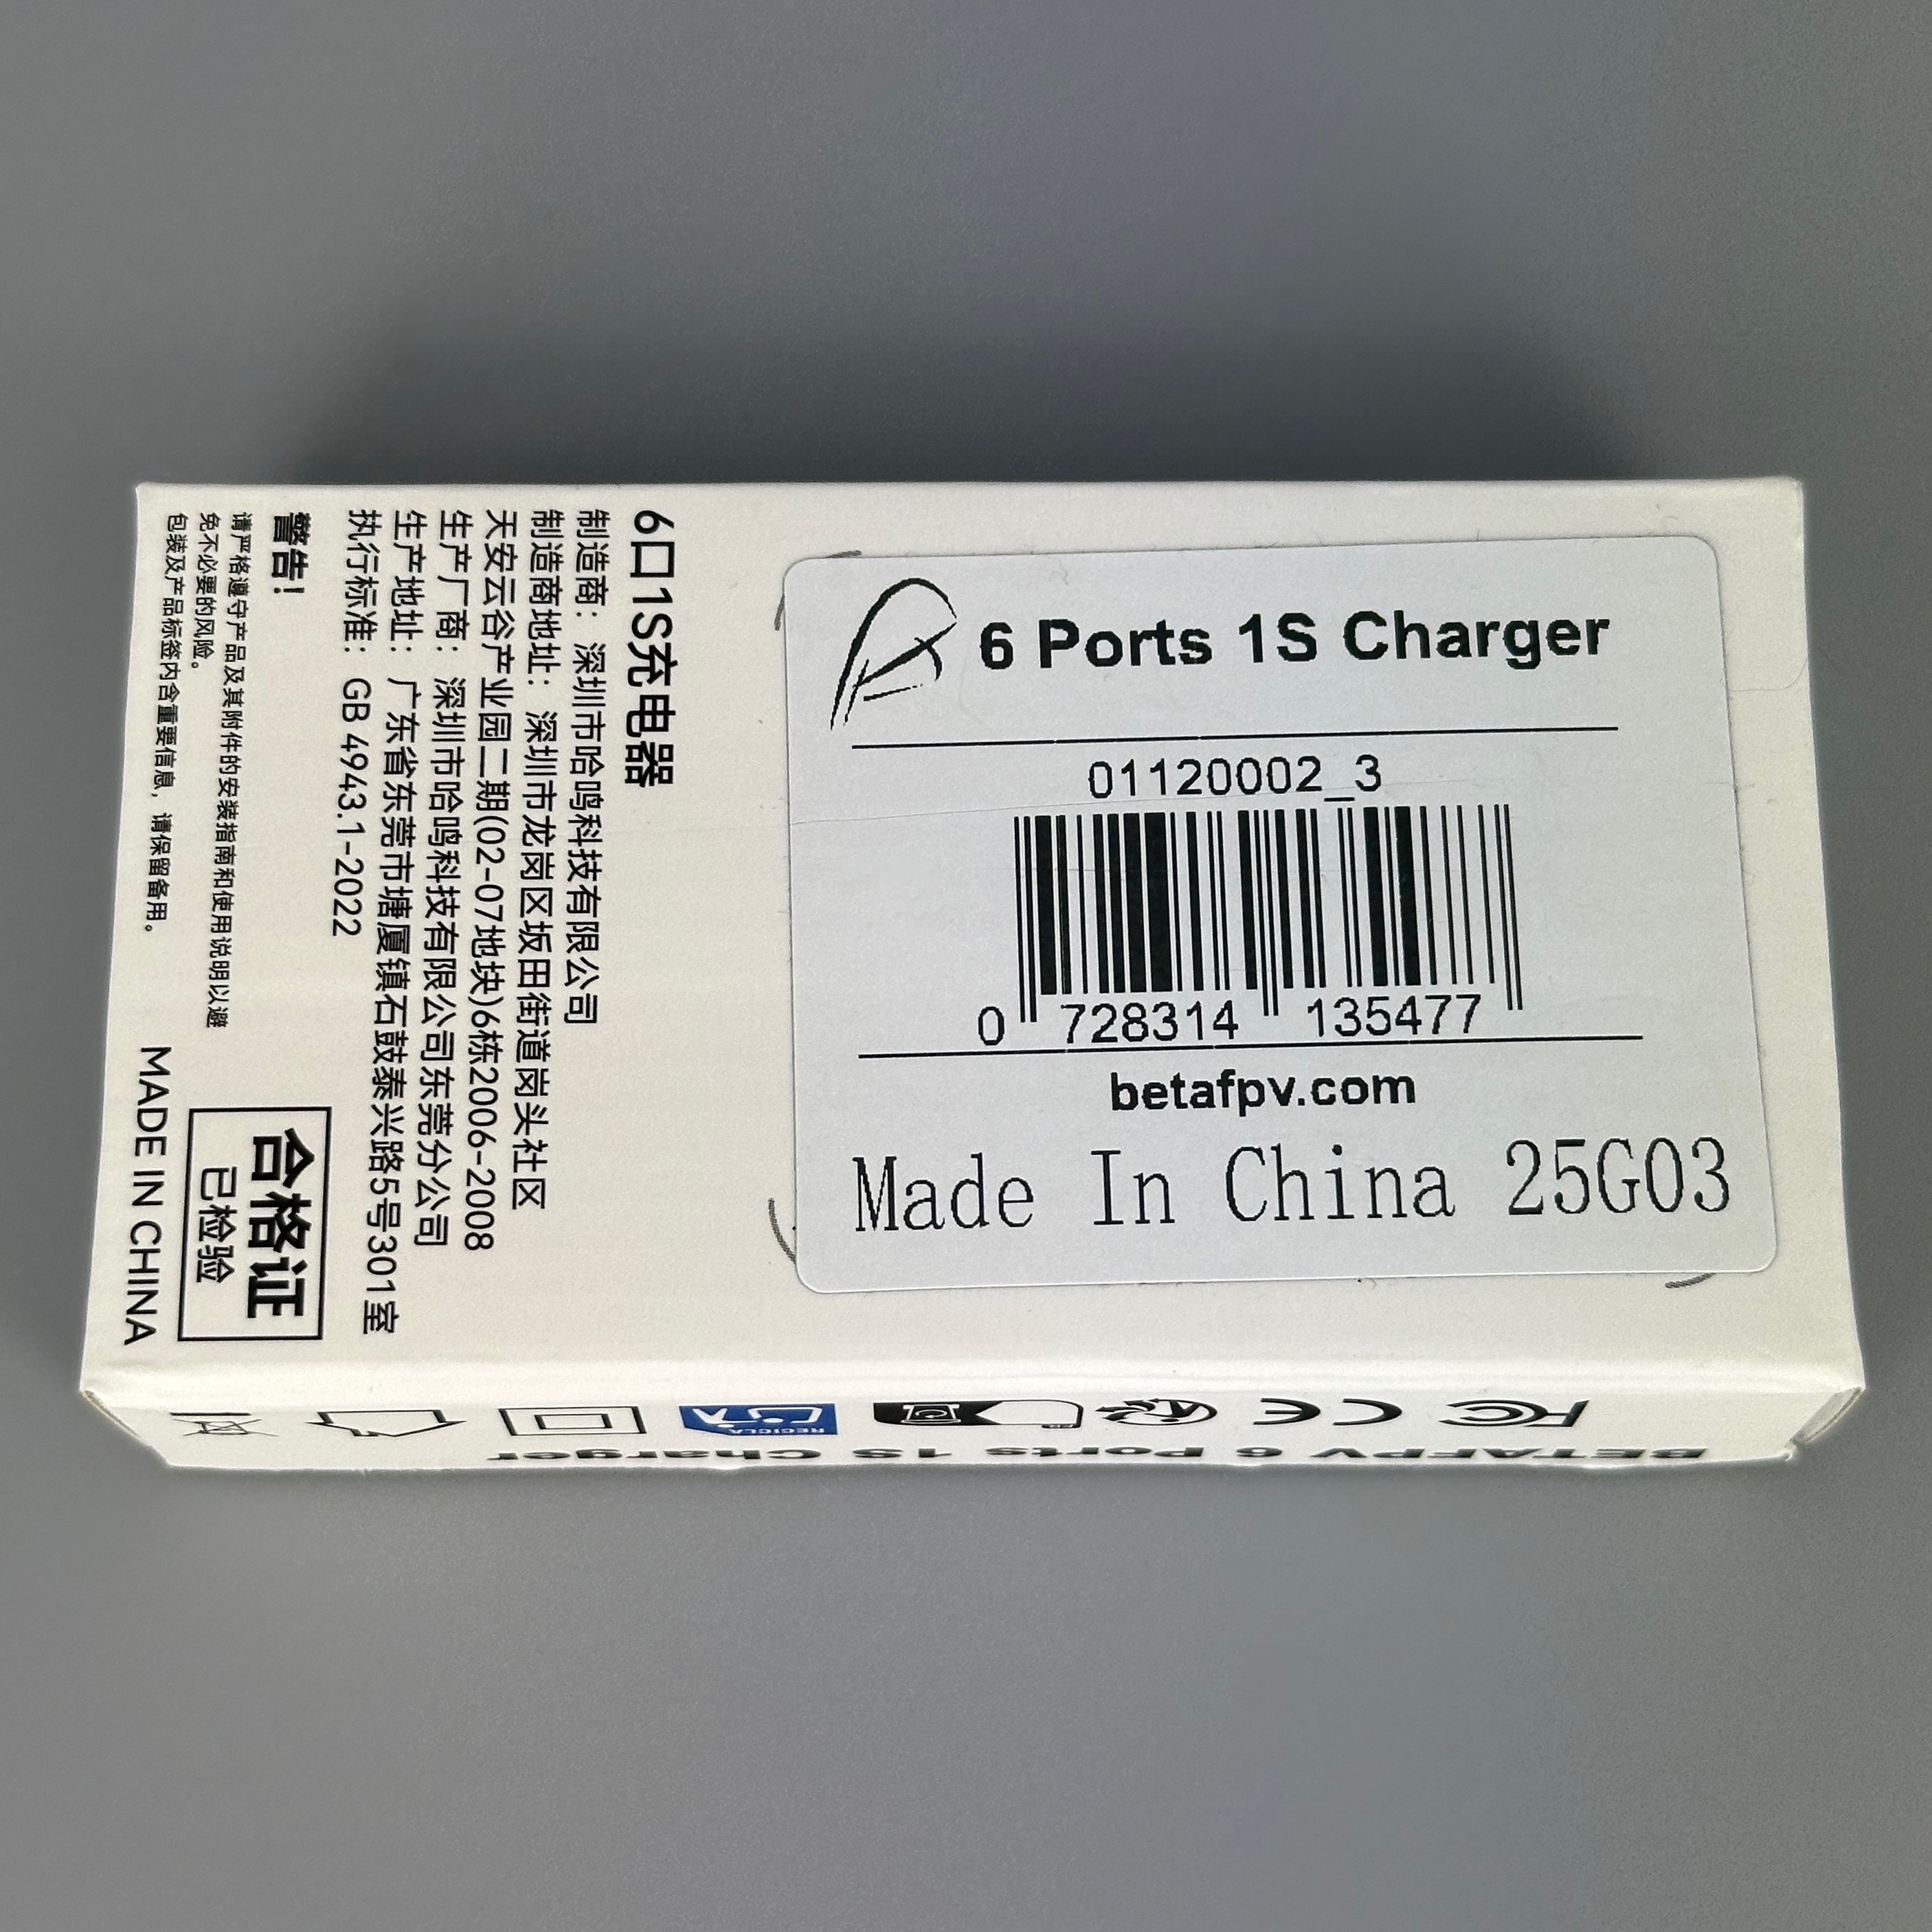 6 Ports 1S Charger
01120002_3
0 728314 135477
betafpv.com
Made In China 25G03
6口1S充电器
制造商：深圳市哈鸣科技有限公司
制造商地址：深圳市龙岗区坂田街道岗头社区
天安云谷产业园二期(02-07地块)6栋2006-2008
生产厂商：深圳市哈鸣科技有限公司东莞分公司
生产地址：广东省东莞市塘厦镇石鼓泰兴路5号301室
执行标准：GB 4943.1-2022
警告！
请严格遵守产品及其附件的安装指南和使用说明以避
免不必要的风险。
包装及产品标签内含重要信息，请保留备用。
合格证
已检验
MADE IN CHINA
BETAFPV 6 Ports 1S Charger
FC CE
RECICLA